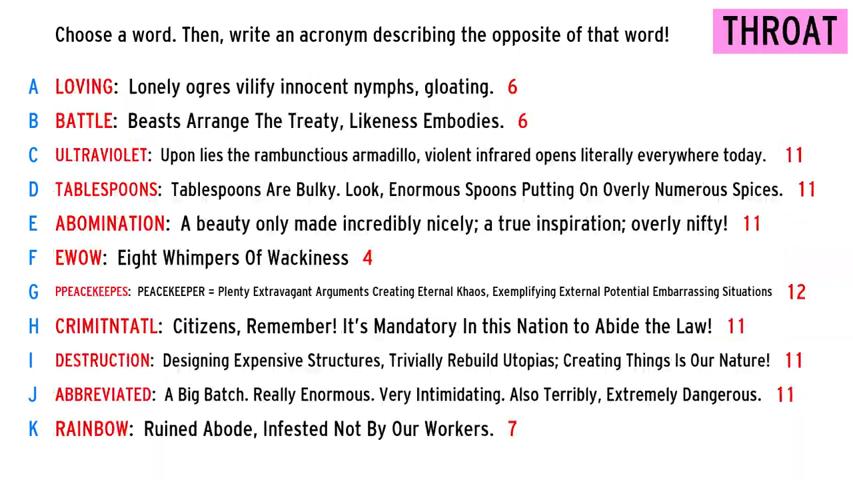 Choose a word. Then, write an acronym describing the opposite of that word!
THROAT
A LOVING: Lonely ogres vilify innocent nymphs, gloating. 6
B BATTLE: Beasts Arrange The Treaty, Likeness Embodies. 6
C ULTRAVIOLET: Upon lies the rambunctious armadillo, violent infrared opens literally everywhere today. 11
D TABLESPOONS: Tablespoons Are Bulky. Look, Enormous Spoons Putting On Overly Numerous Spices. 11
E ABOMINATION: A beauty only made incredibly nicely; a true inspiration; overly nifty! 11
F EWOW: Eight Whimpers Of Wackiness 4
G PPEACEKEEPES: PEACEKEEPER = Plenty Extravagant Arguments Creating Eternal Khaos, Exemplifying External Potential Embarrassing Situations 12
H CRIMITNTATL: Citizens, Remember! It's Mandatory In this Nation to Abide the Law! 11
I DESTRUCTION: Designing Expensive Structures, Trivially Rebuild Utopias; Creating Things Is Our Nature! 11
J ABBREVIATED: A Big Batch. Really Enormous. Very Intimidating. Also Terribly, Extremely Dangerous. 11
K RAINBOW: Ruined Abode, Infested Not By Our Workers. 7